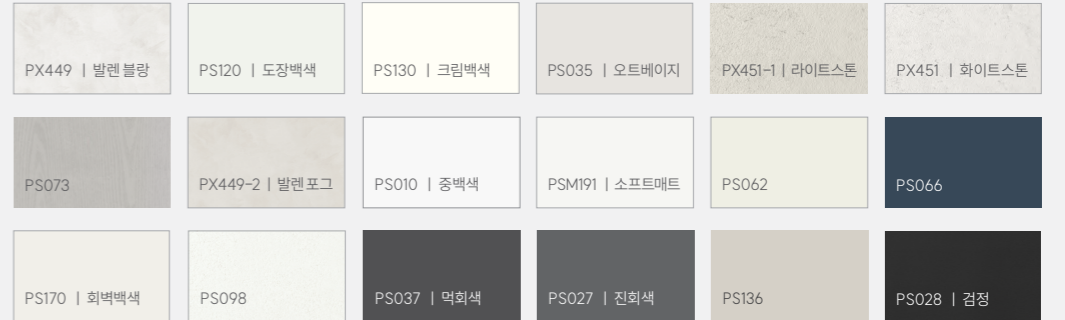 PX449 | 발렌블랑
PS120 | 도장백색
PS130 | 크림백색
PS035 | 오트베이지
PX451-1 | 라이트스톤
PX451 | 화이트스톤
PS073
PX449-2 | 발렌포그
PS010 | 중백색
PSM191 | 소프트매트
PS062
PS066
PS170 | 회벽백색
PS098
PS037 | 먹회색
PS027 | 진회색
PS136
PS028 | 검정